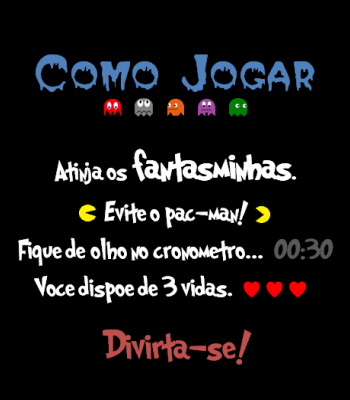 Como Jogar
Atinja os fantasminhas.
Evite o pac-man!
Fique de olho no cronometro... 00:30
Voce dispoe de 3 vidas.
Divirta-se!